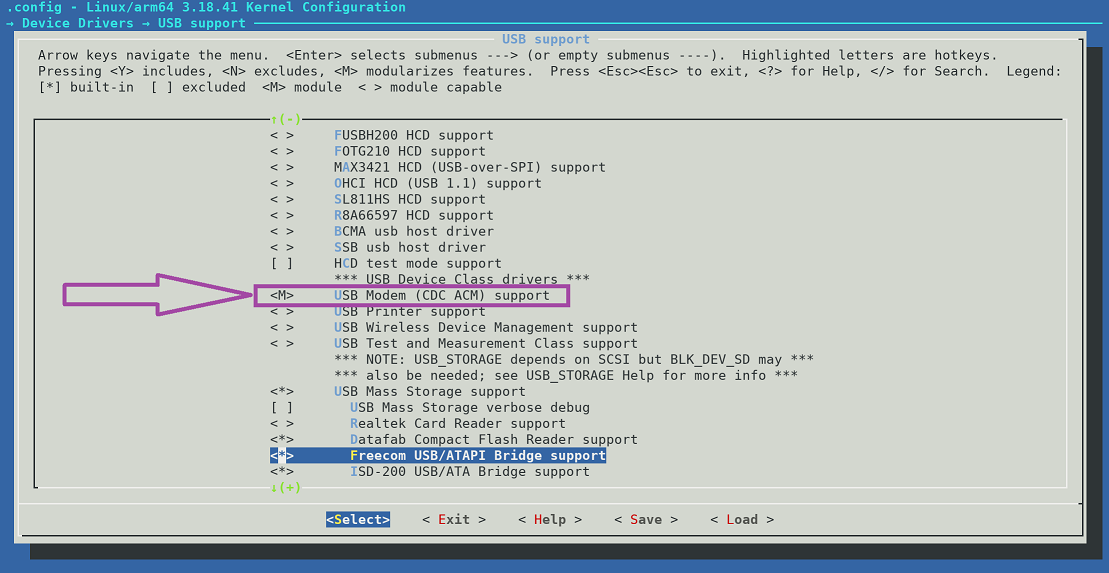 .config - Linux/arm64 3.18.41 Kernel Configuration
→ Device Drivers → USB support
USB support
Arrow keys navigate the menu.  <Enter> selects submenus ---> (or empty submenus ----).  Highlighted letters are hotkeys.
Pressing <Y> includes, <N> excludes, <M> modularizes features.  Press <Esc><Esc> to exit, <?> for Help, </> for Search.  Legend:
[*] built-in  [ ] excluded  <M> module  < > module capable
↑(-)
< >     FUSBH200 HCD support
< >     FOTG210 HCD support
< >     MAX3421 HCD (USB-over-SPI) support
< >     OHCI HCD (USB 1.1) support
< >     SL811HS HCD support
< >     R8A66597 HCD support
< >     BCMA usb host driver
< >     SSB usb host driver
[ ]     HCD test mode support
*** USB Device Class drivers ***
<M>     USB Modem (CDC ACM) support
< >     USB Printer support
< >     USB Wireless Device Management support
< >     USB Test and Measurement Class support
*** NOTE: USB_STORAGE depends on SCSI but BLK_DEV_SD may ***
*** also be needed; see USB_STORAGE Help for more info ***
<*>     USB Mass Storage support
[ ]       USB Mass Storage verbose debug
< >       Realtek Card Reader support
<*>       Datafab Compact Flash Reader support
<*>       Freecom USB/ATAPI Bridge support
<*>       ISD-200 USB/ATA Bridge support
↓(+)
<Select>    < Exit >    < Help >    < Save >    < Load >